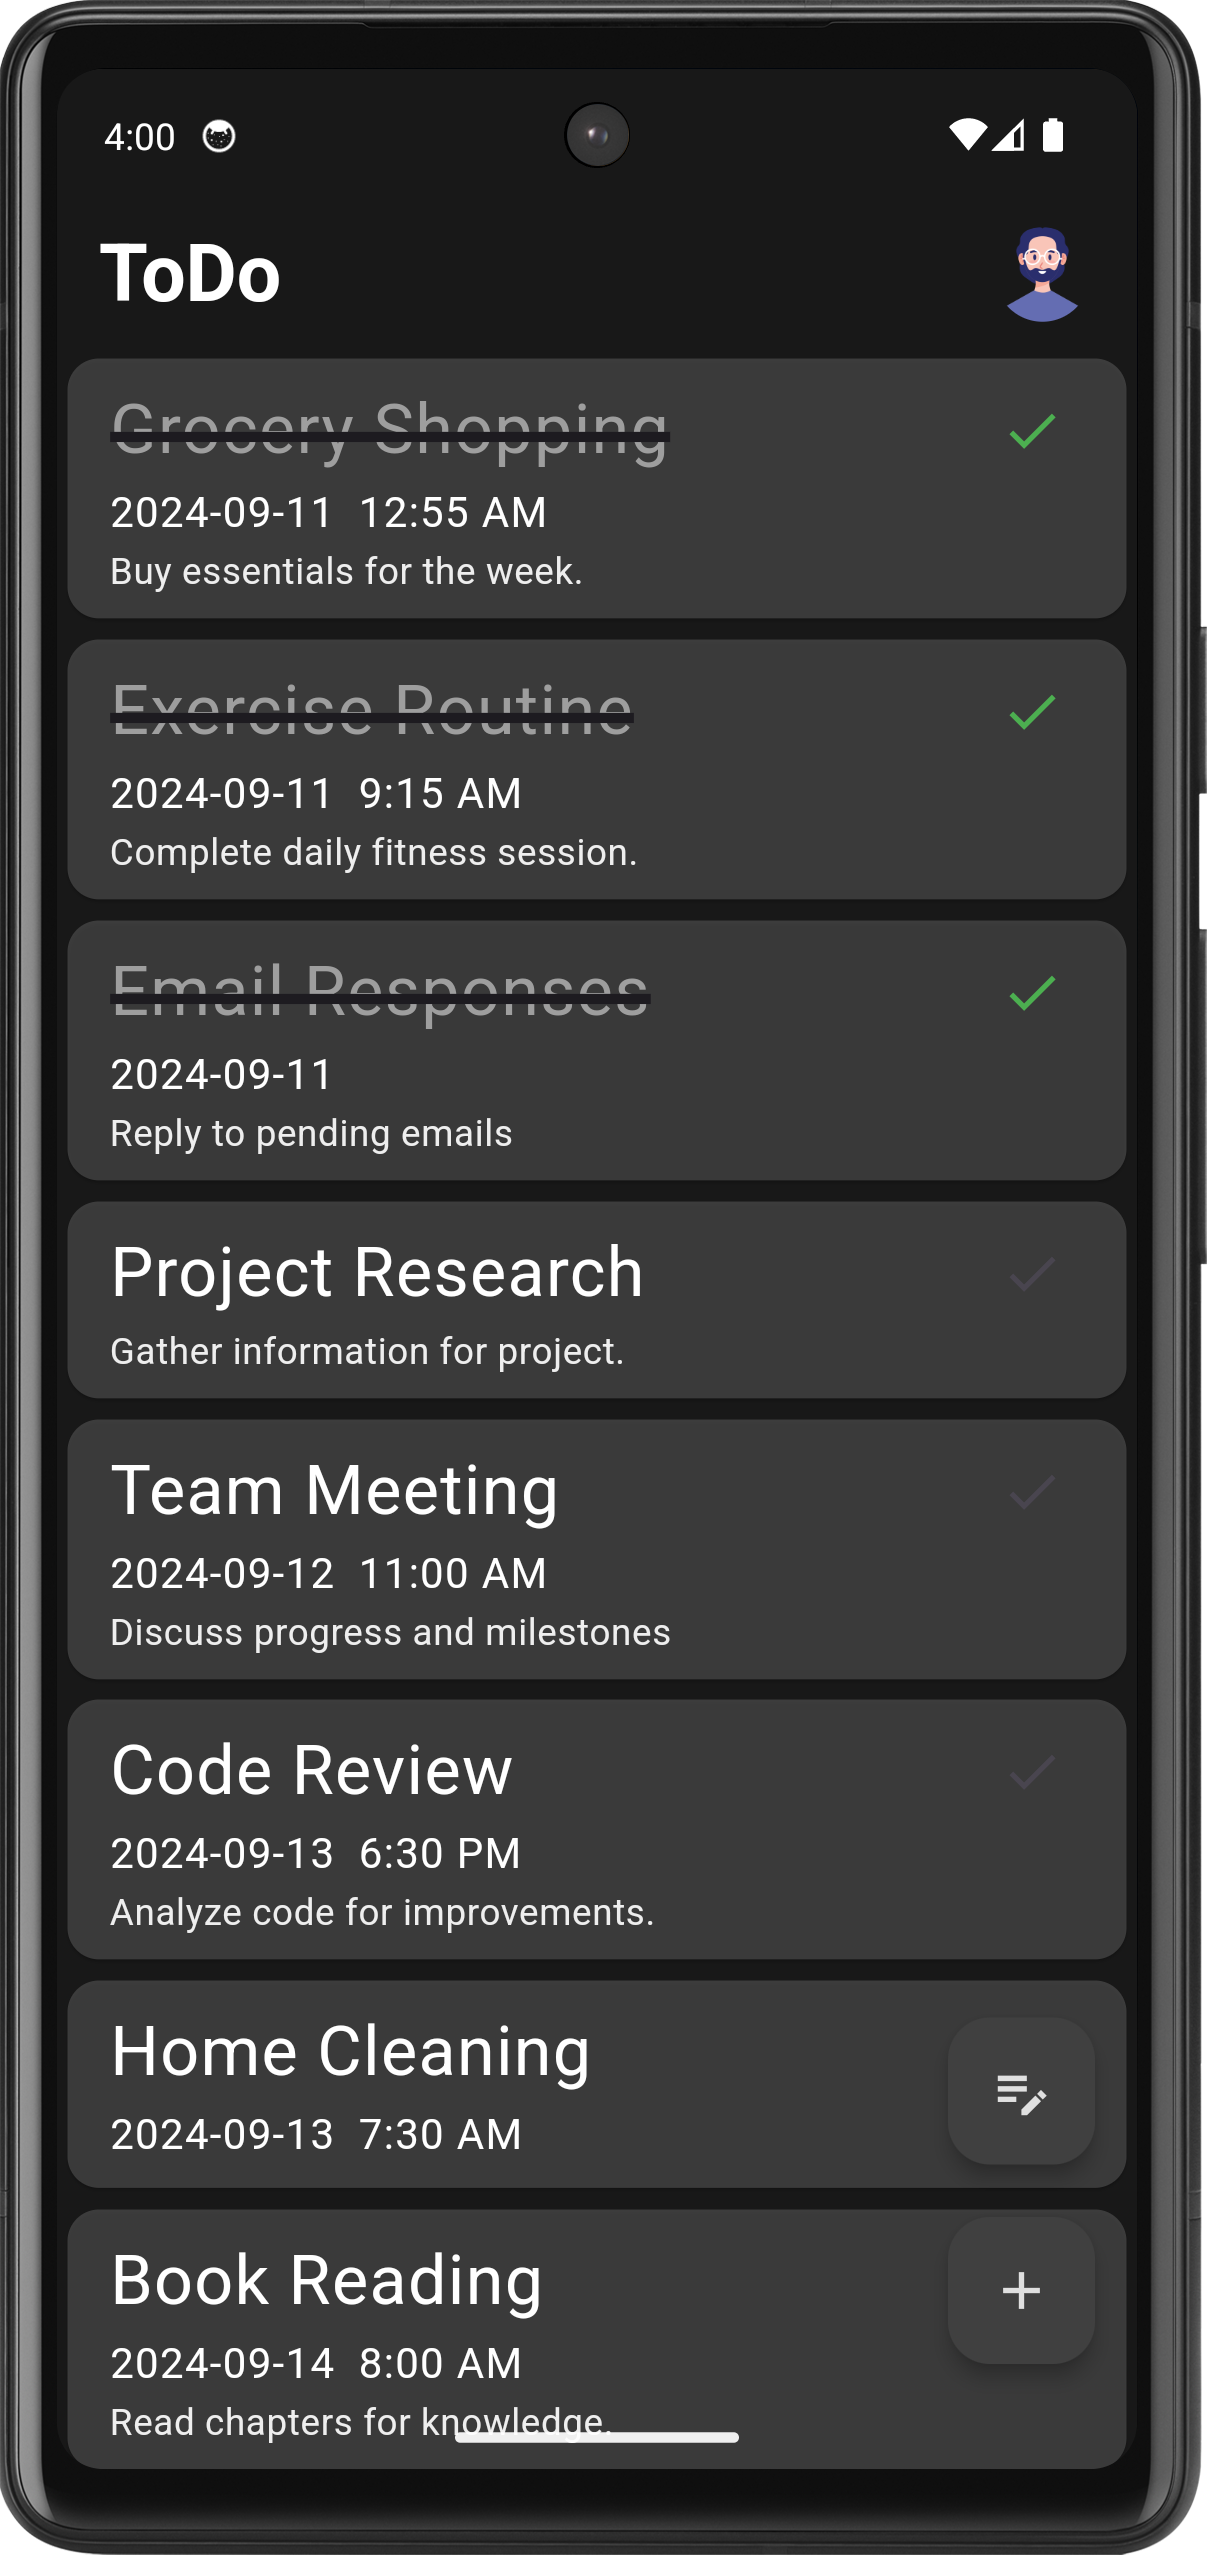 4:00
ToDo
Grocery Shopping
2024-09-11 12:55 AM
Buy essentials for the week.
Exercise Routine
2024-09-11 9:15 AM
Complete daily fitness session.
Email Responses
2024-09-11
Reply to pending emails
Project Research
Gather information for project.
Team Meeting
2024-09-12 11:00 AM
Discuss progress and milestones
Code Review
2024-09-13 6:30 PM
Analyze code for improvements.
Home Cleaning
2024-09-13 7:30 AM
Book Reading
2024-09-14 8:00 AM
Read chapters for knowledge.